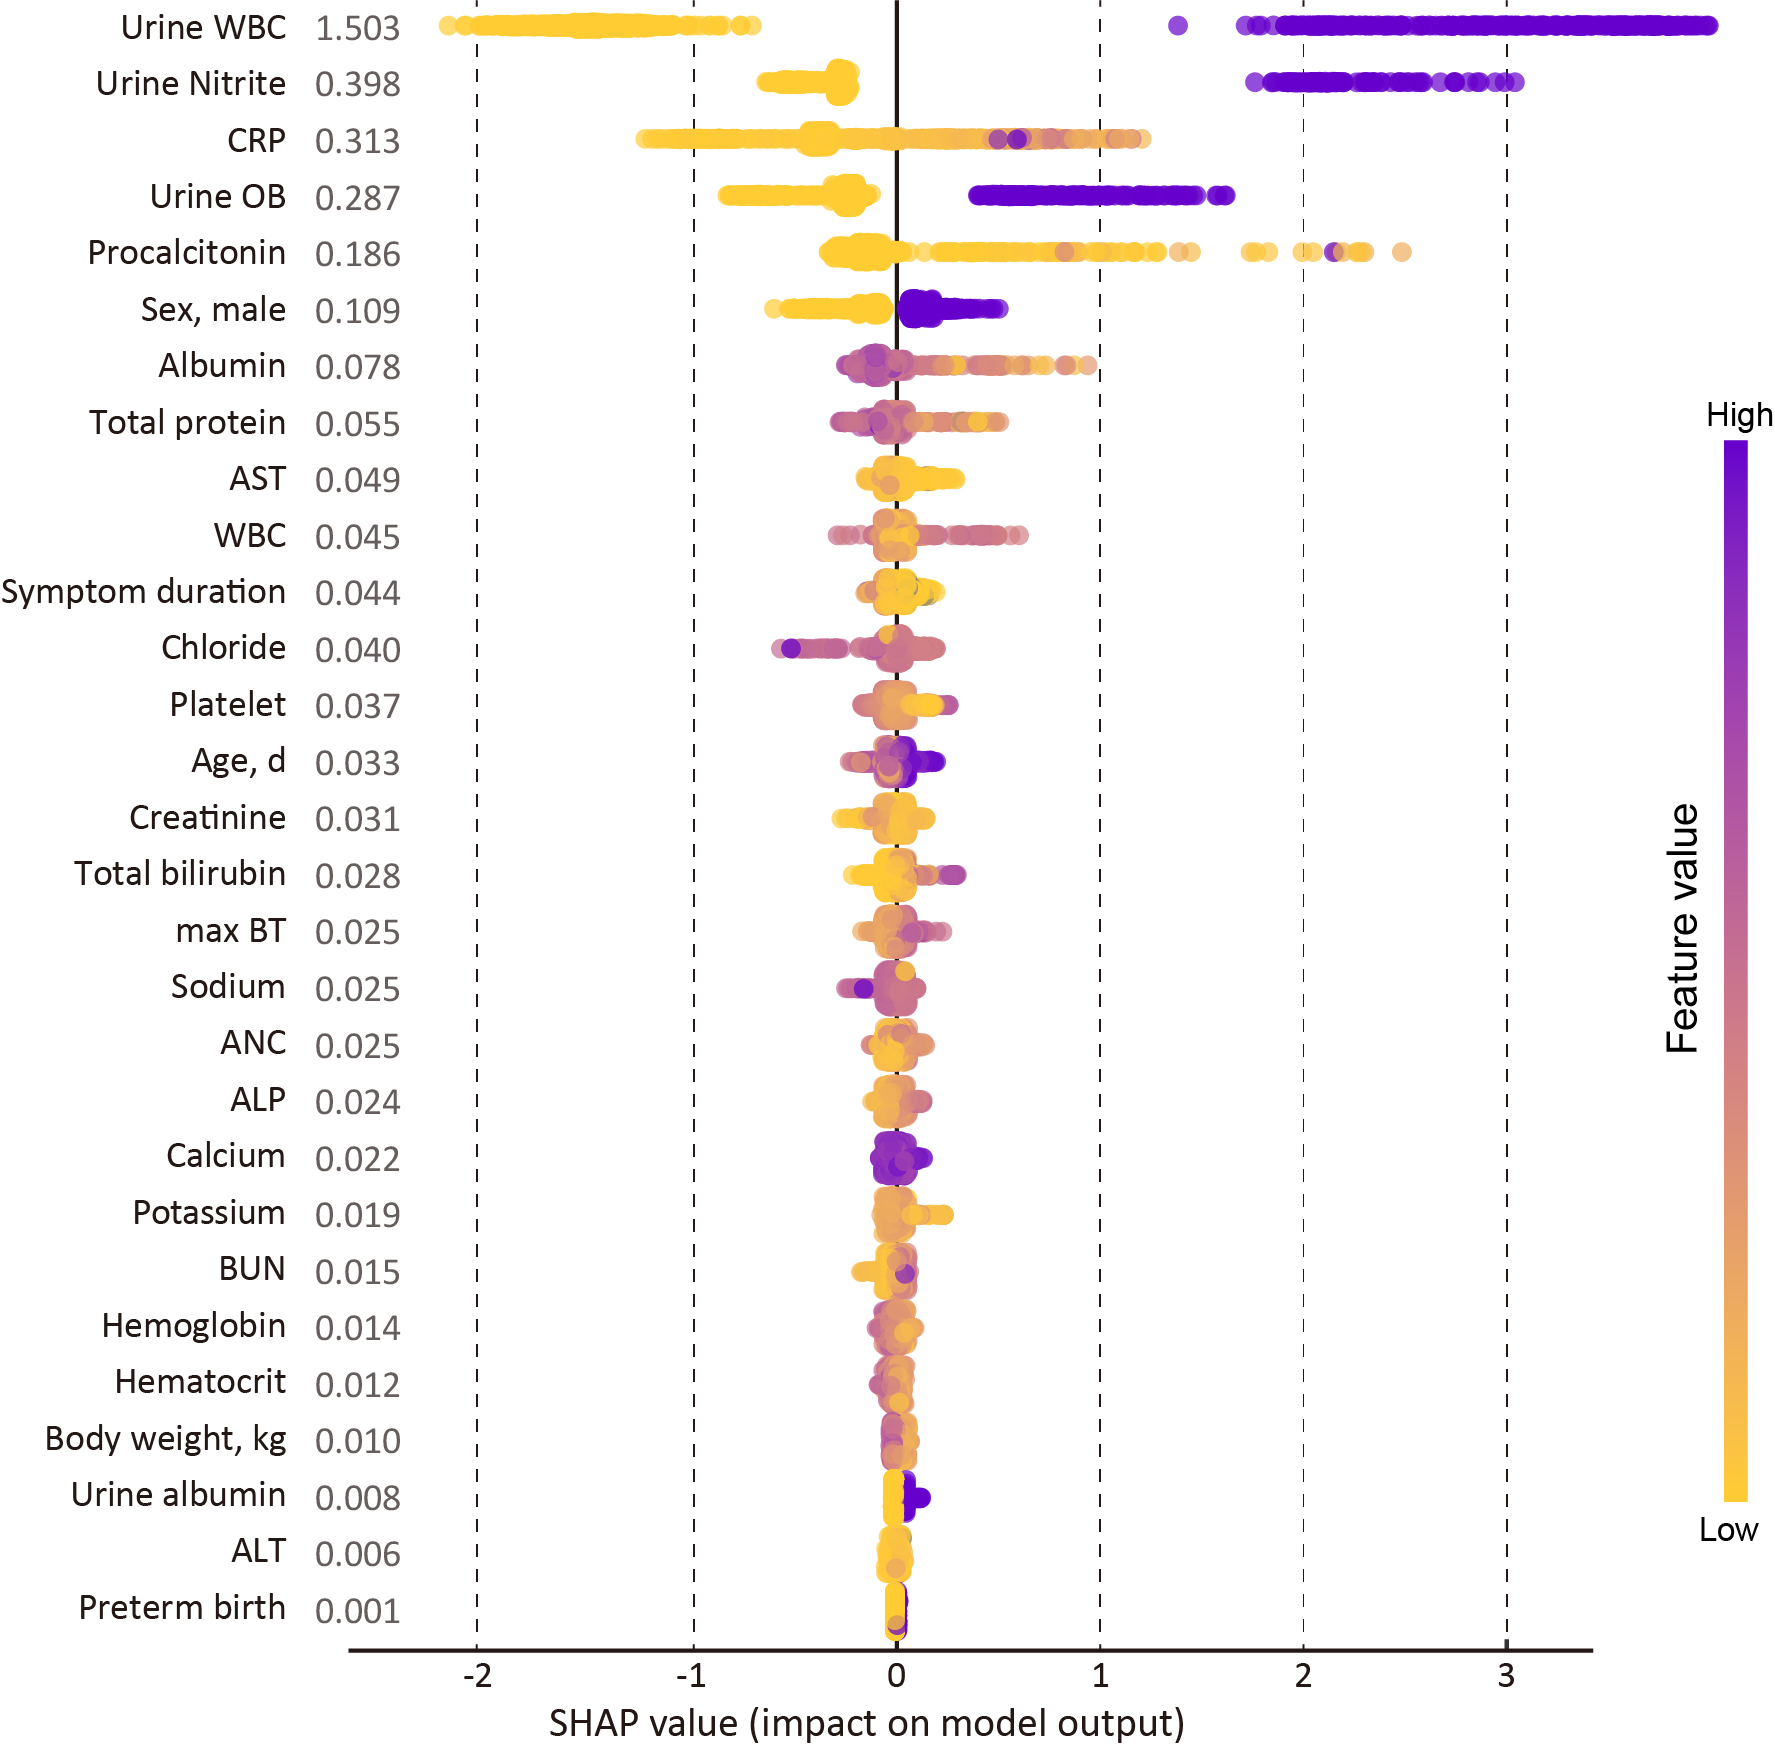 Urine WBC 1.503
Urine Nitrite 0.398
CRP 0.313
Urine OB 0.287
Procalcitonin 0.186
Sex, male 0.109
Albumin 0.078
Total protein 0.055
AST 0.049
WBC 0.045
Symptom duration 0.044
Chloride 0.040
Platelet 0.037
Age, d 0.033
Creatinine 0.031
Total bilirubin 0.028
max BT 0.025
Sodium 0.025
ANC 0.025
ALP 0.024
Calcium 0.022
Potassium 0.019
BUN 0.015
Hemoglobin 0.014
Hematocrit 0.012
Body weight, kg 0.010
Urine albumin 0.008
ALT 0.006
Preterm birth 0.001
-2 -1 0 1 2 3
SHAP value (impact on model output)
High
Feature value
Low